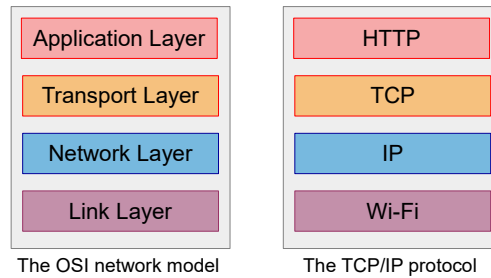 Application Layer
Transport Layer
Network Layer
Link Layer
The OSI network model
HTTP
TCP
IP
Wi-Fi
The TCP/IP protocol